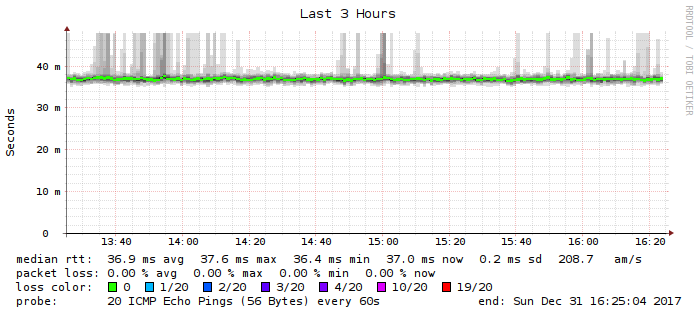 Last 3 Hours
RRDTOOL / TOBI OETIKER
Seconds
40 m
30 m
20 m
10 m
0
13:40 14:00 14:20 14:40 15:00 15:20 15:40 16:00 16:20
median rtt: 36.9 ms avg 37.6 ms max 36.4 ms min 37.0 ms now 0.2 ms sd 208.7 am/s
packet loss: 0.00 % avg 0.00 % max 0.00 % min 0.00 % now
loss color: 0 1/20 2/20 3/20 4/20 10/20 19/20
probe: 20 ICMP Echo Pings (56 Bytes) every 60s end: Sun Dec 31 16:25:04 2017